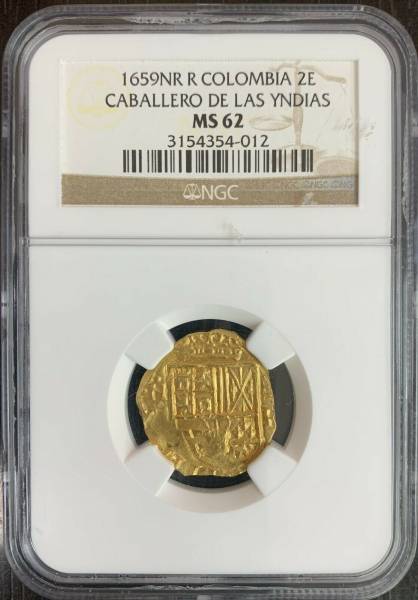 1659NR R COLOMBIA 2E
CABALLERO DE LAS YNDIAS
MS 62
3154354-012
NGC